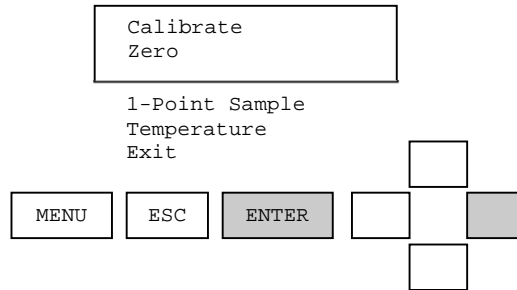 Calibrate
Zero
1-Point Sample
Temperature
Exit
MENU ESC ENTER